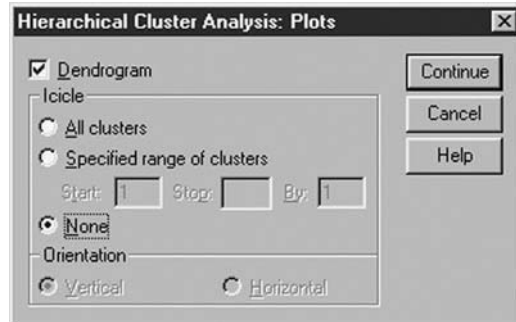 Hierarchical Cluster Analysis: Plots
Dendrogram
Continue
Icicle
All clusters
Cancel
Specified range of clusters
Help
Start: 1 Stop: By: 1
None
Orientation
Vertical Horizontal